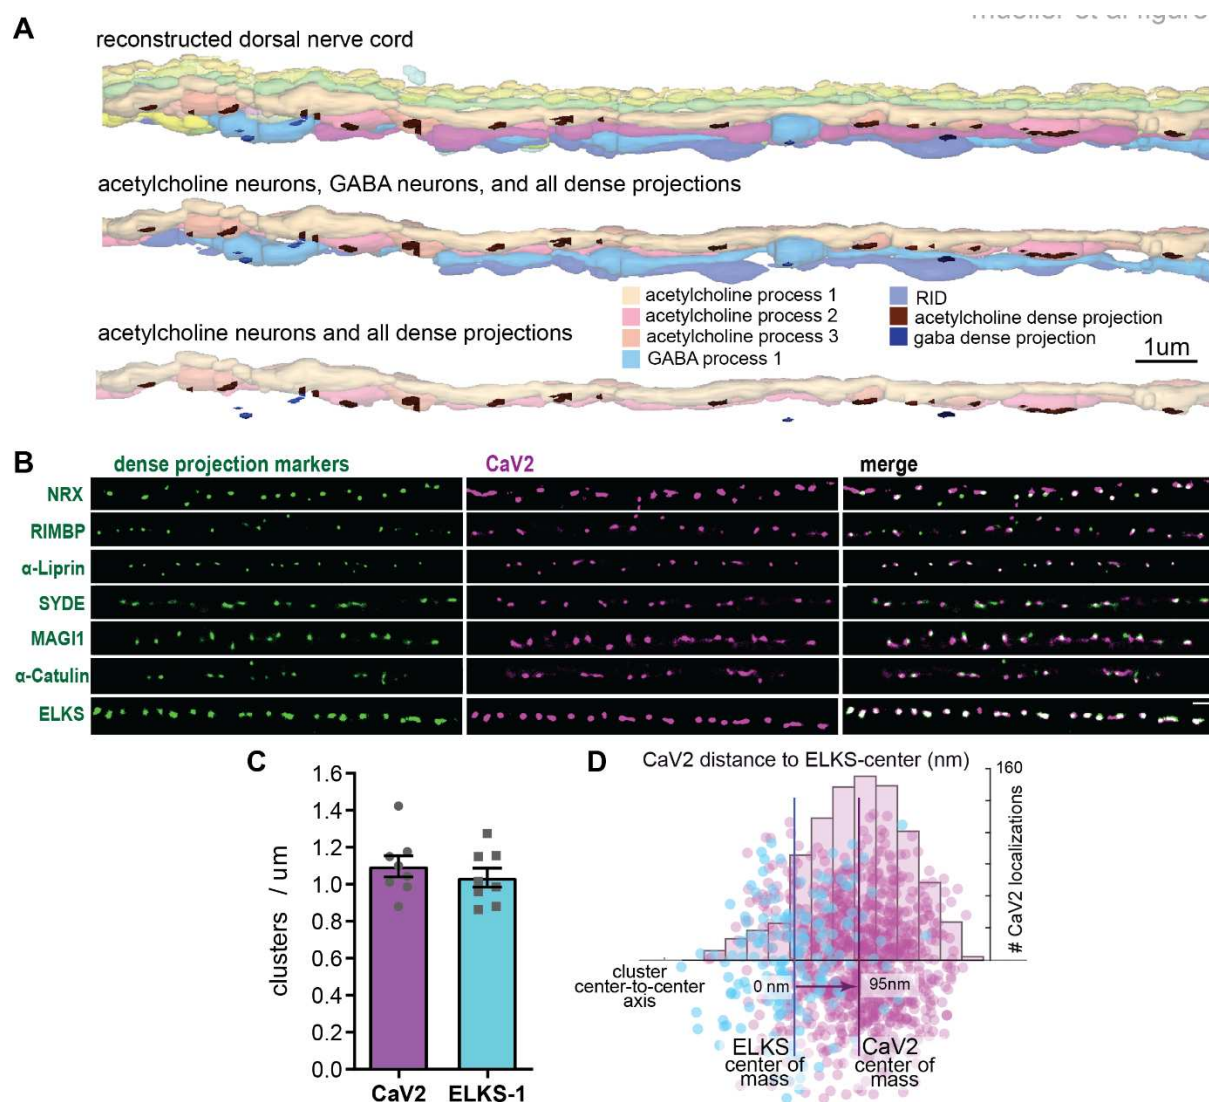 mueller et al figure
A
reconstructed dorsal nerve cord
acetylcholine neurons, GABA neurons, and all dense projections
acetylcholine process 1
acetylcholine process 2
acetylcholine process 3
GABA process 1
RID
acetylcholine dense projection
gaba dense projection
1um
acetylcholine neurons and all dense projections
B
dense projection markers
CaV2
merge
NRX
RIMBP
α-Liprin
SYDE
MAGI1
α-Catulin
ELKS
C
clusters / um
1.6
1.4
1.2
1.0
0.8
0.6
0.4
0.2
0.0
CaV2
ELKS-1
D
CaV2 distance to ELKS-center (nm)
160
# CaV2 localizations
cluster
center-to-center
axis
0 nm
95nm
ELKS
center of
mass
CaV2
center of
mass